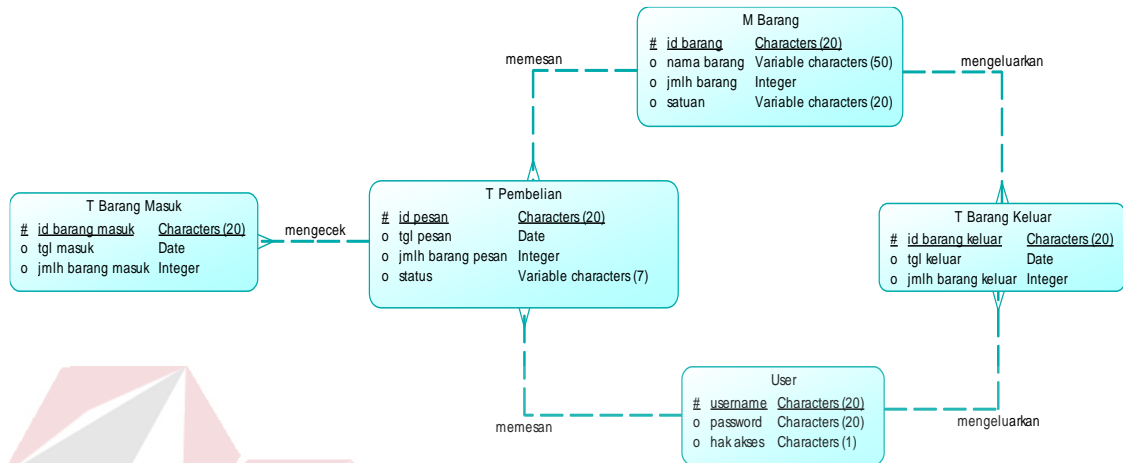 M Barang
# id barang Characters (20)
o nama barang Variable characters (50)
o jmlh barang Integer
o satuan Variable characters (20)
memesan
mengeluarkan
T Barang Masuk
# id barang masuk Characters (20)
o tgl masuk Date
o jmlh barang masuk Integer
mengecek
T Pembelian
# id pesan Characters (20)
o tgl pesan Date
o jmlh barang pesan Integer
o status Variable characters (7)
T Barang Keluar
# id barang keluar Characters (20)
o tgl keluar Date
o jmlh barang keluar Integer
User
# username Characters (20)
o password Characters (20)
o hak akses Characters (1)
memesan
mengeluarkan